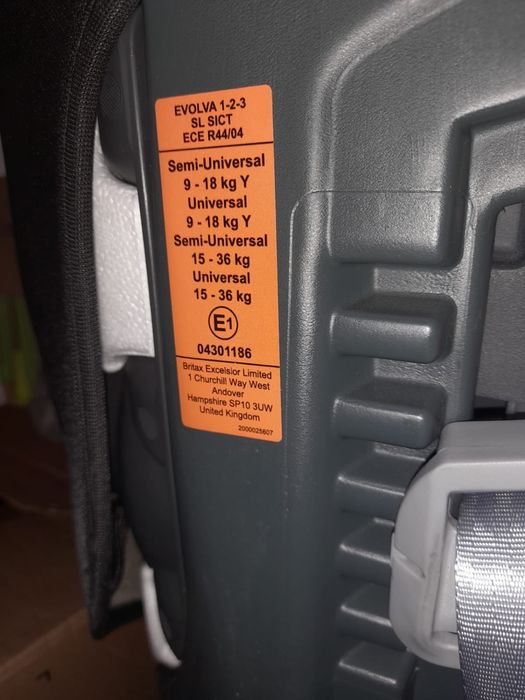 EVOLVA 1-2-3
SL SICT
ECE R44/04
Semi-Universal
9 - 18 kg Y
Universal
9 - 18 kg Y
Semi-Universal
15 - 36 kg
Universal
15 - 36 kg
E1
04301186
Britax Excelsior Limited
1 Churchill Way West
Andover
Hampshire SP10 3UW
United Kingdom
2000025607